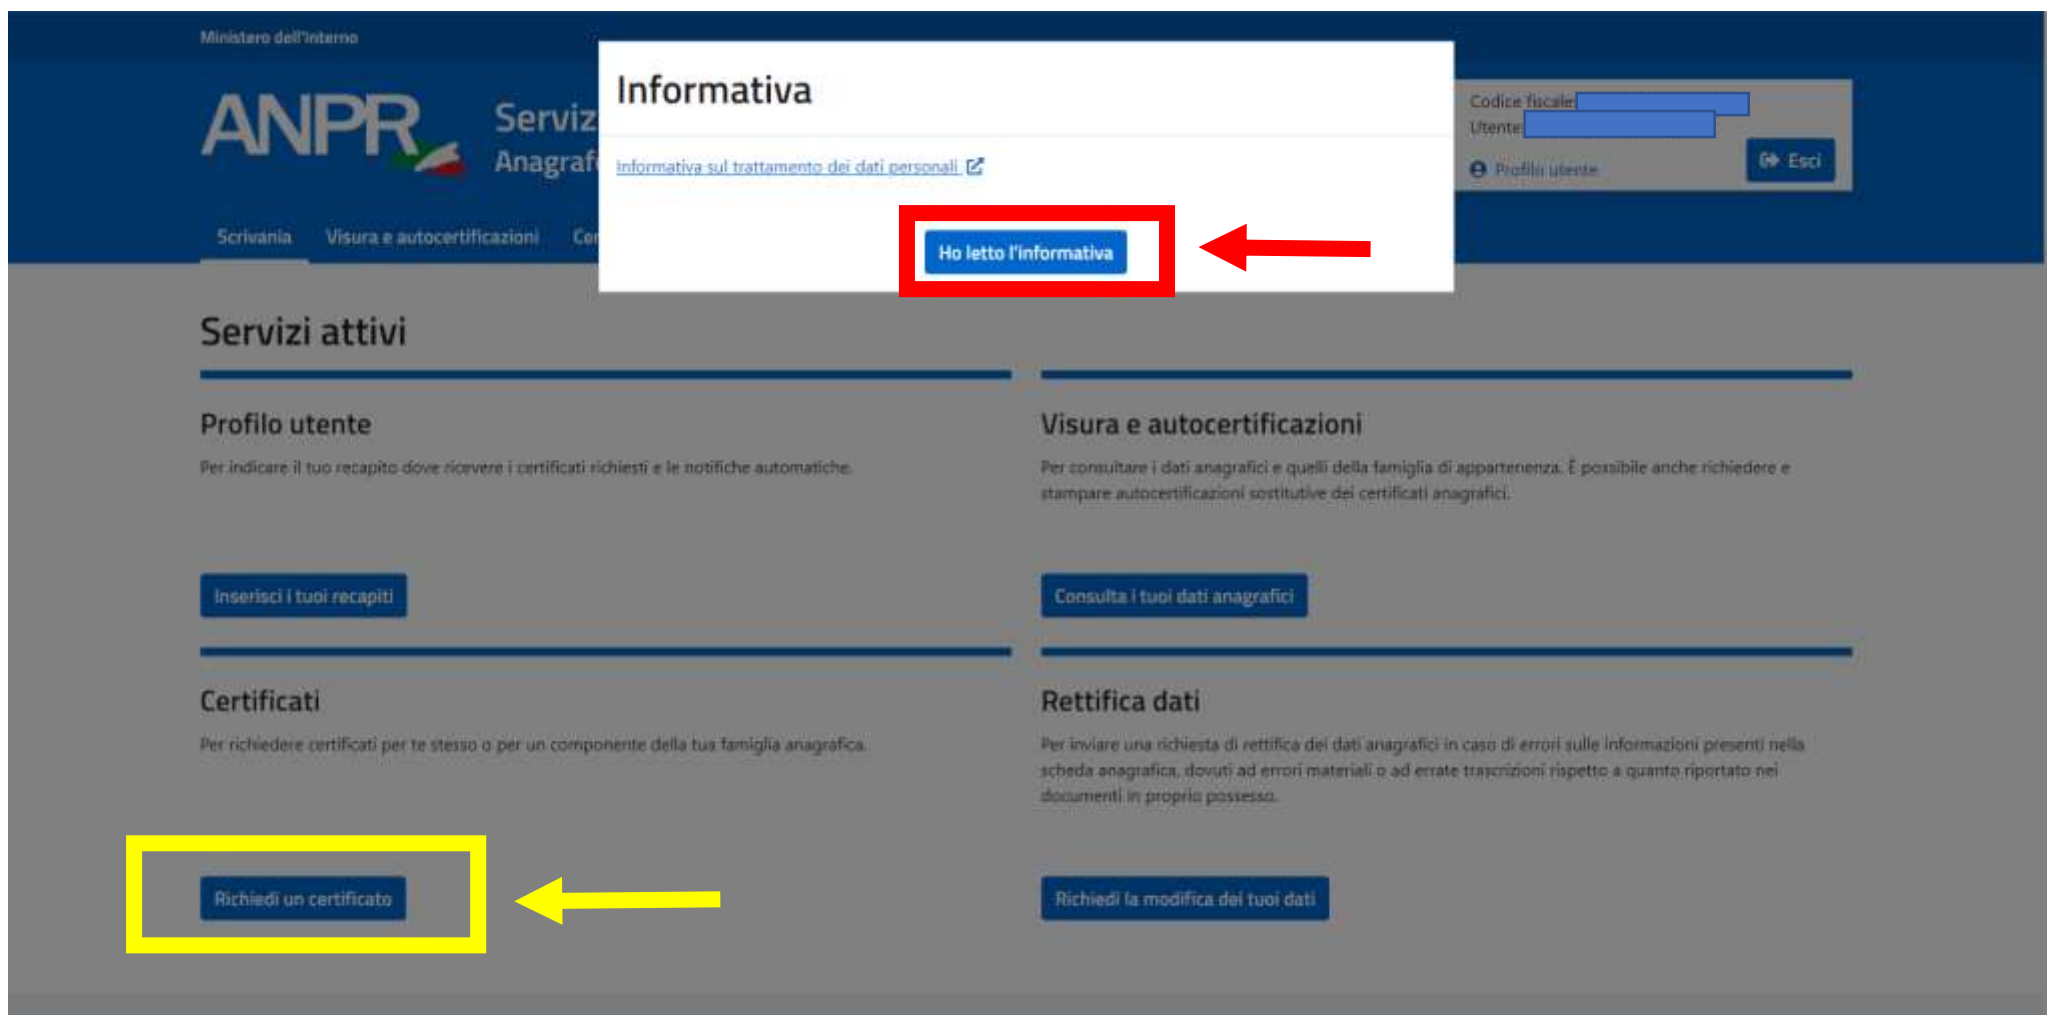 Ministero dell'Interno
ANPR
Serviz
Anagraf
Informativa
Informativa sul trattamento dei dati personali
Ho letto l'informativa
Codice fiscale
Utente
Profilo utente
Esci
Scrivania Visura e autocertificazioni Cer
Servizi attivi
Profilo utente
Per indicare il tuo recapito dove ricevere i certificati richiesti e le notifiche automatiche.
Inserisci i tuoi recapiti
Visura e autocertificazioni
Per consultare i dati anagrafici e quelli della famiglia di appartenenza. È possibile anche richiedere e
stampare autocertificazioni sostitutive dei certificati anagrafici.
Consulta i tuoi dati anagrafici
Certificati
Per richiedere certificati per te stesso o per un componente della tua famiglia anagrafica.
Richiedi un certificato
Rettifica dati
Per inviare una richiesta di rettifica dei dati anagrafici in caso di errori sulle informazioni presenti nella
scheda anagrafica, dovuti ad errori materiali o ad errate trascrizioni rispetto a quanto riportato nei
documenti in proprio possesso.
Richiedi la modifica dei tuoi dati